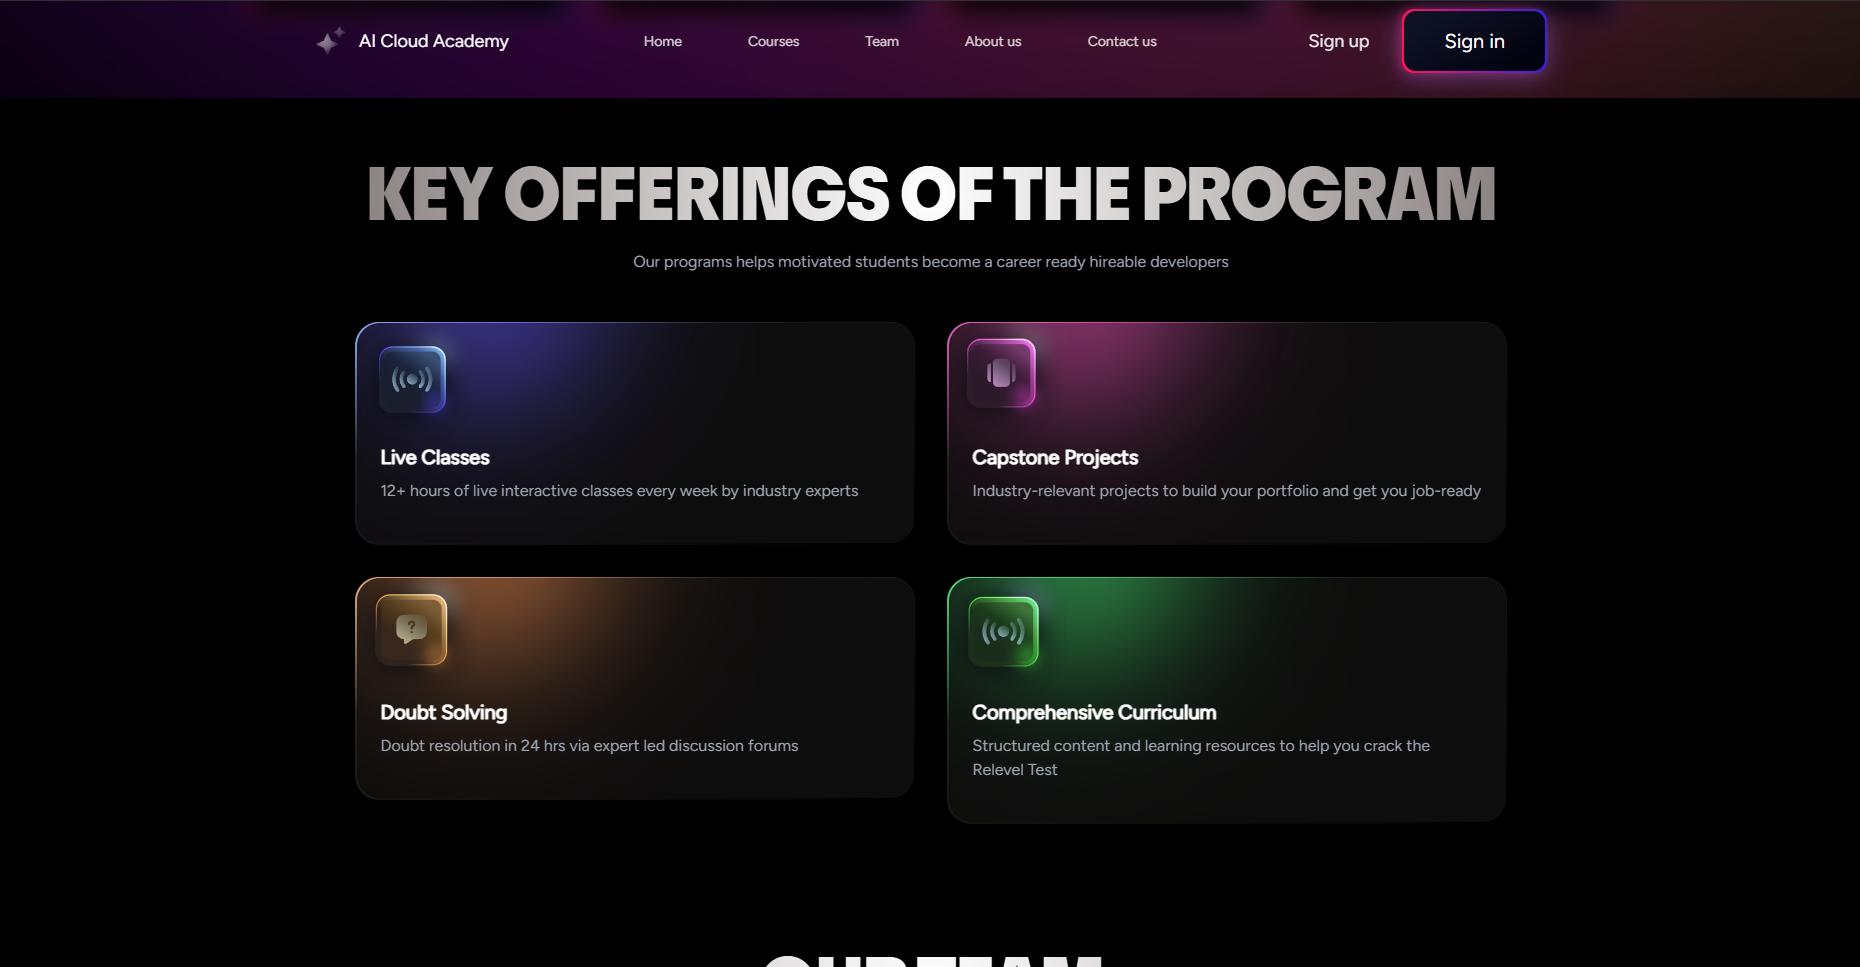 AI Cloud Academy
Home
Courses
Team
About us
Contact us
Sign up
Sign in
KEY OFFERINGS OF THE PROGRAM
Our programs helps motivated students become a career ready hireable developers
Live Classes
12+ hours of live interactive classes every week by industry experts
Capstone Projects
Industry-relevant projects to build your portfolio and get you job-ready
?
Doubt Solving
Doubt resolution in 24 hrs via expert led discussion forums
Comprehensive Curriculum
Structured content and learning resources to help you crack the
Relevel Test
OUR TEAM